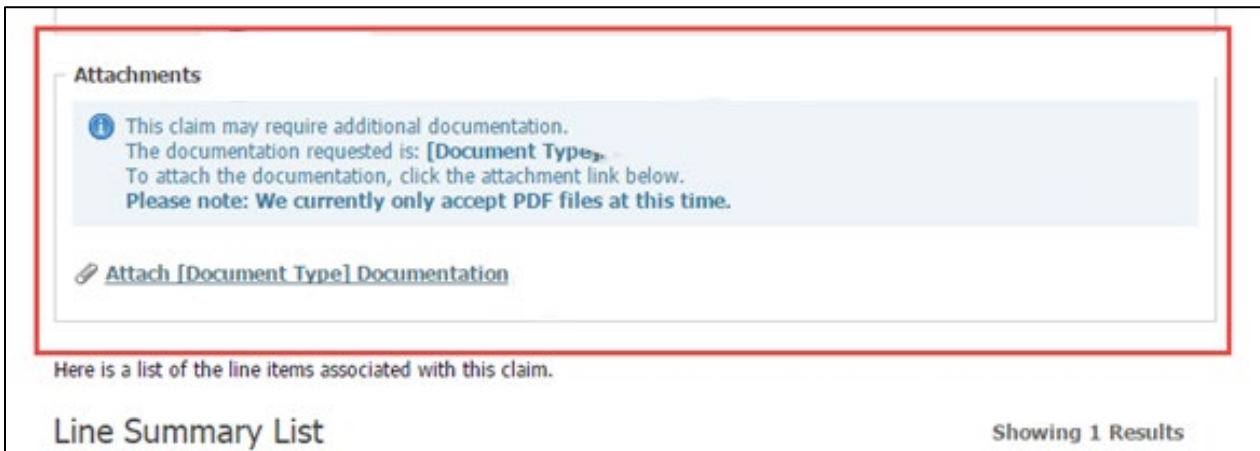 Attachments
This claim may require additional documentation.
The documentation requested is: [Document Type].
To attach the documentation, click the attachment link below.
Please note: We currently only accept PDF files at this time.
Attach [Document Type] Documentation
Here is a list of the line items associated with this claim.
Line Summary List
Showing 1 Results